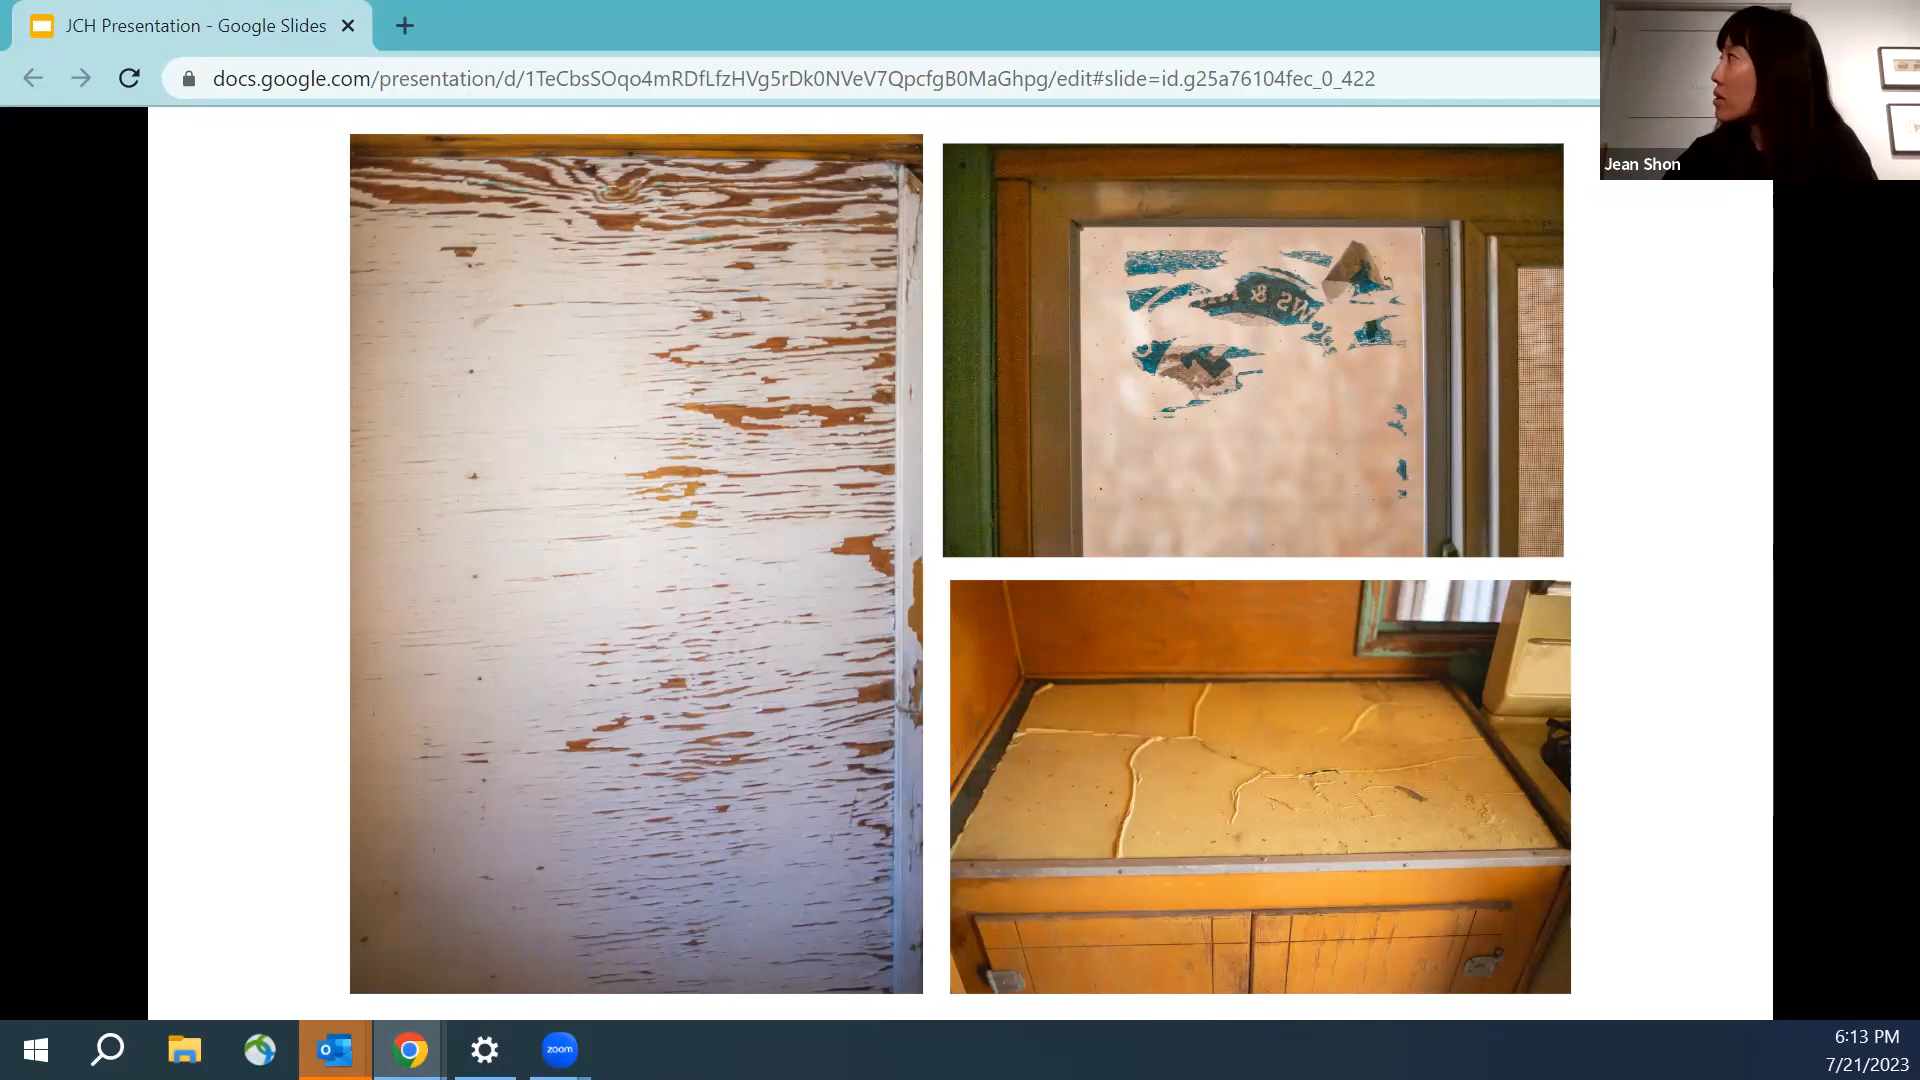 JCH Presentation - Google Slides
docs.google.com/presentation/d/1TeCbsSOqo4mRDfLfzHVg5rDk0NVeV7QpcfgB0MaGhpg/edit#slide=id.g25a76104fec_0_422
Jean Shon
zoom
6:13 PM
7/21/2023